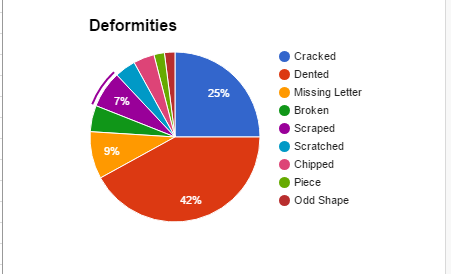 Deformities
25%
7%
9%
42%
Cracked
Dented
Missing Letter
Broken
Scraped
Scratched
Chipped
Piece
Odd Shape